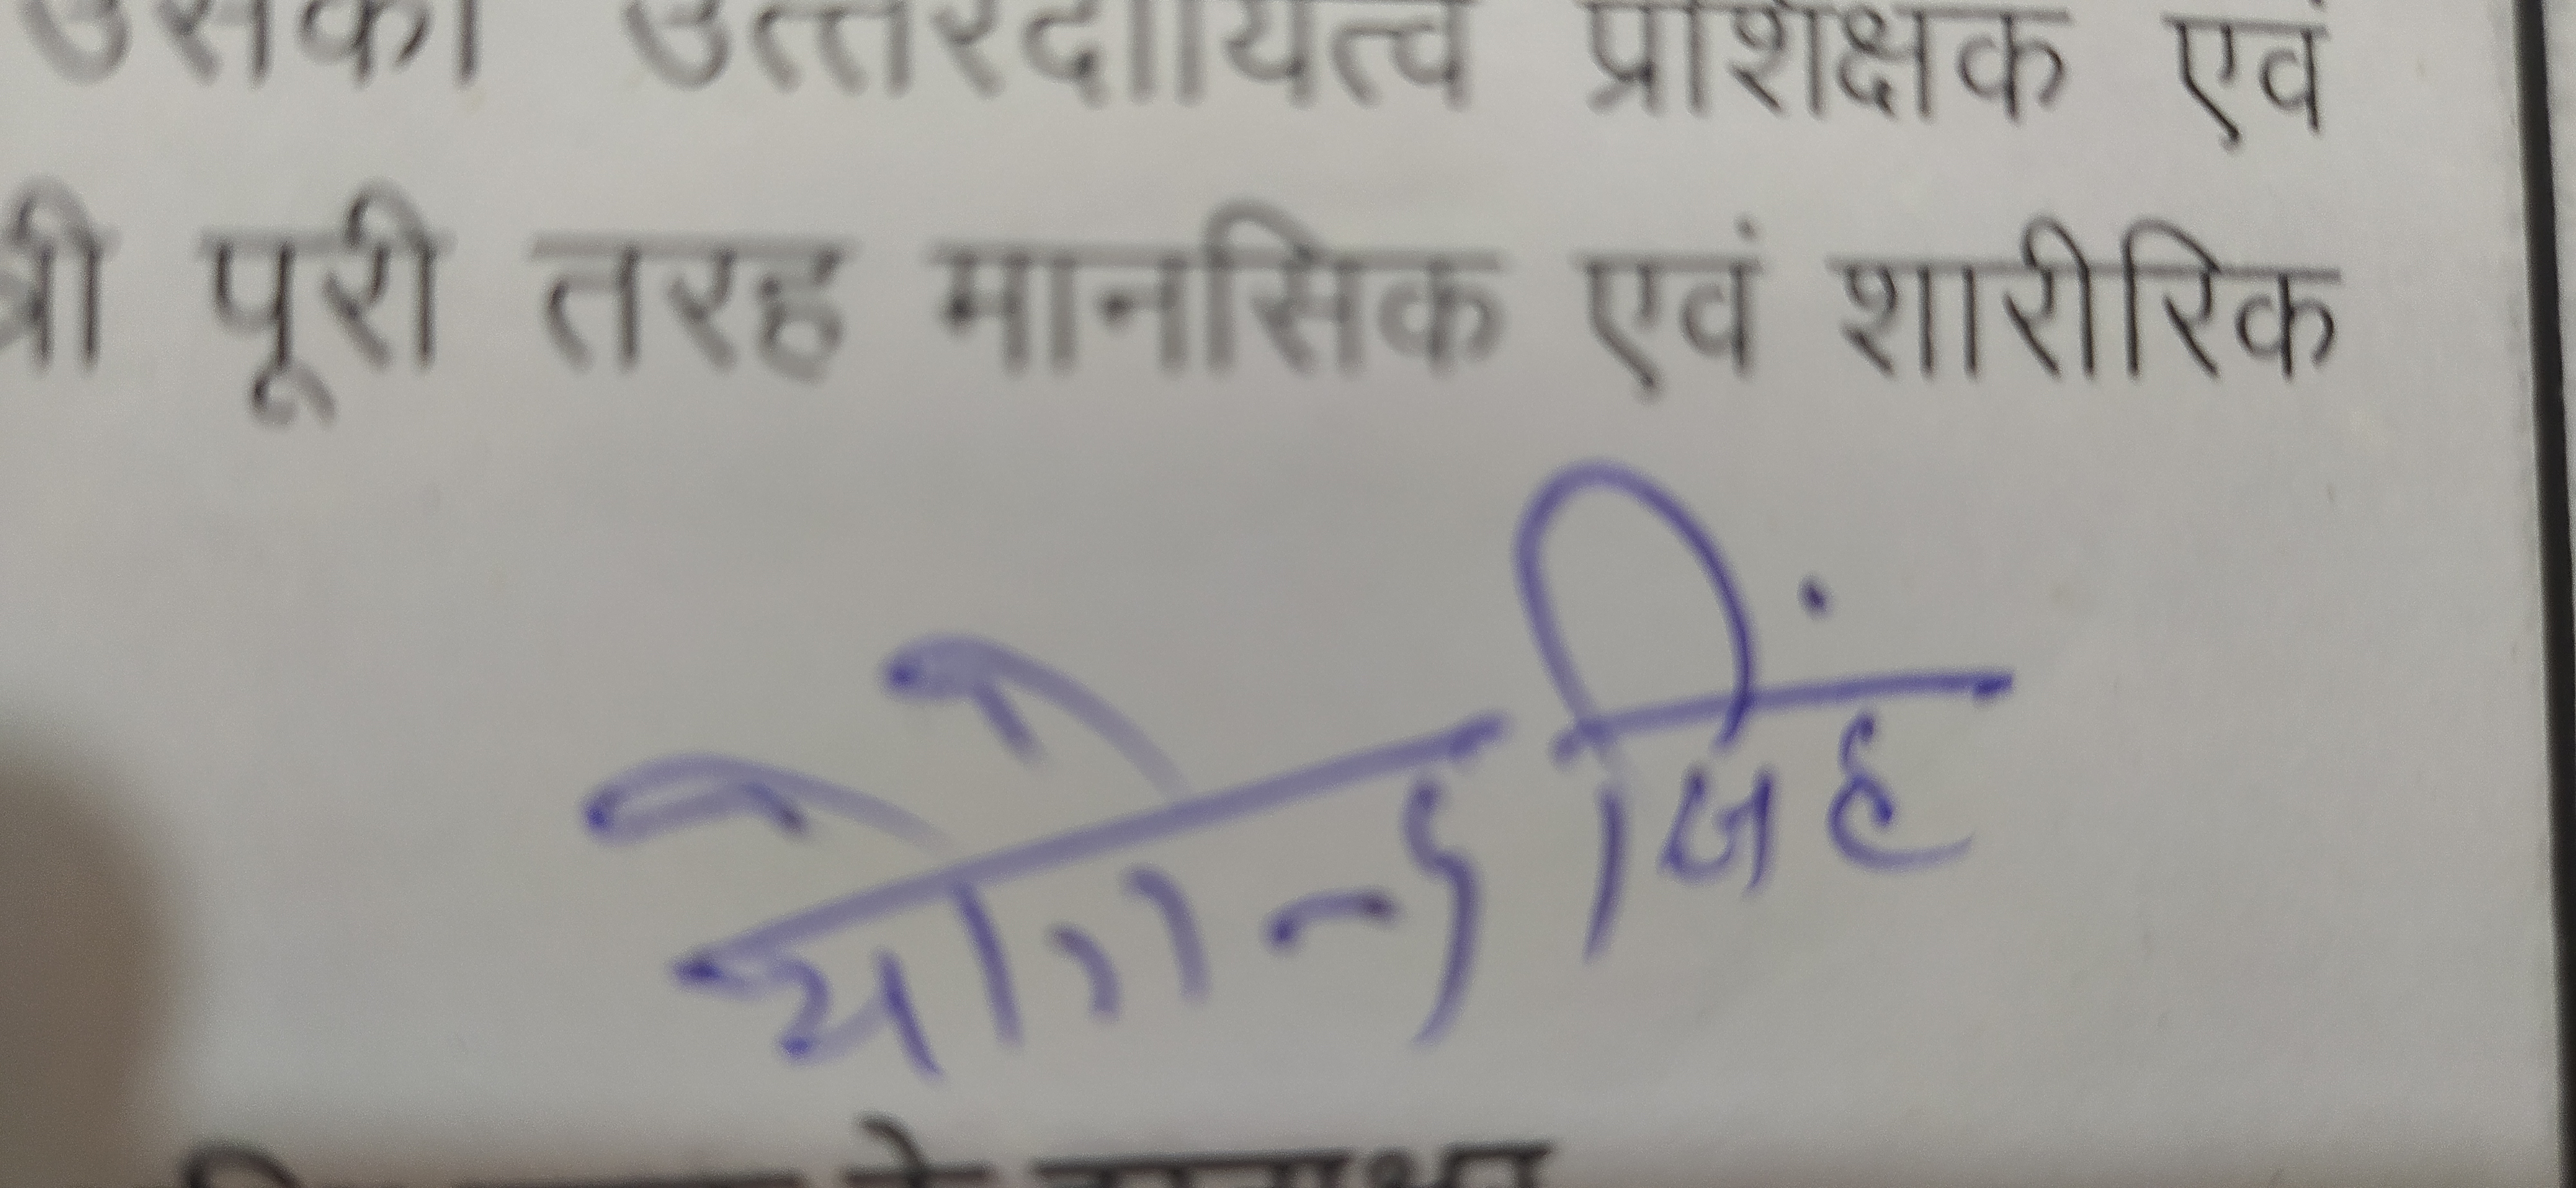 उसका उत्तरदायित्व प्रशिक्षक एवं
पूरी तरह मानसिक एवं शारीरिक
योगेन्द्र सिंह
के